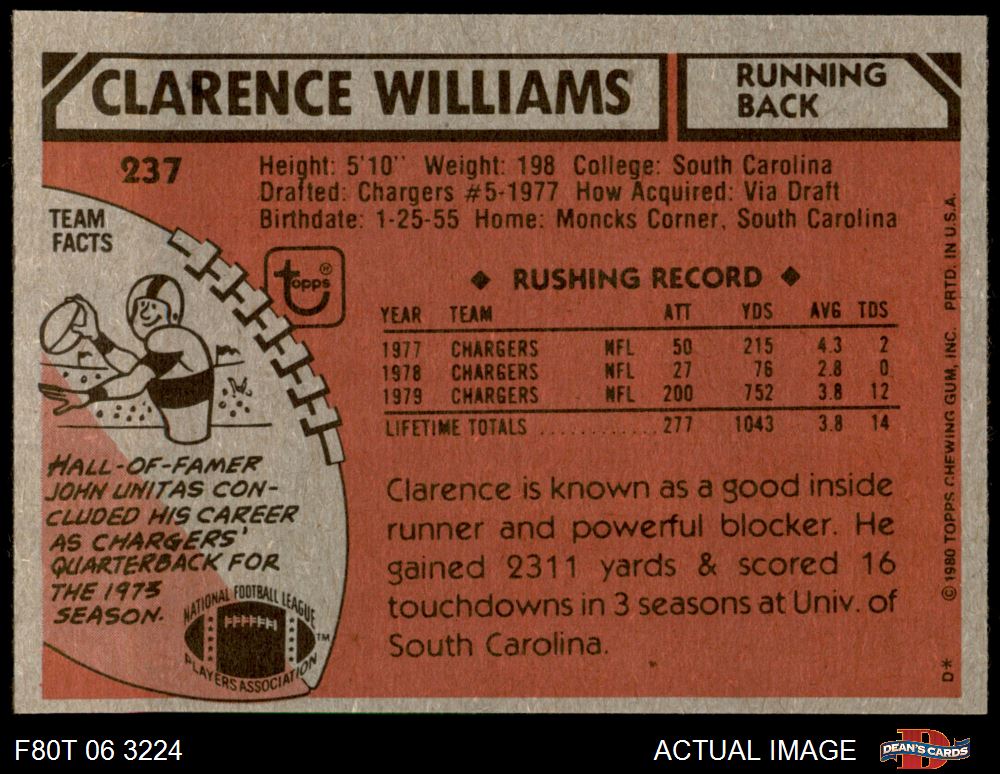 CLARENCE WILLIAMS
RUNNING
BACK
237
Height: 5'10" Weight: 198 College: South Carolina
Drafted: Chargers #5-1977 How Acquired: Via Draft
Birthdate: 1-25-55 Home: Moncks Corner, South Carolina
TEAM
FACTS
topps®
HALL-OF-FAMER
JOHN UNITAS CON-
CLUDED HIS CAREER
AS CHARGERS'
QUARTERBACK FOR
THE 1973
SEASON.
NATIONAL FOOTBALL LEAGUE
PLAYERS ASSOCIATION
TM
◆ RUSHING RECORD ◆
YEAR TEAM ATT YDS AVG TDS
1977 CHARGERS NFL 50 215 4.3 2
1978 CHARGERS NFL 27 76 2.8 0
1979 CHARGERS NFL 200 752 3.8 12
LIFETIME TOTALS ............ 277 1043 3.8 14
Clarence is known as a good inside
runner and powerful blocker. He
gained 2311 yards & scored 16
touchdowns in 3 seasons at Univ. of
South Carolina.
D* © 1980 TOPPS CHEWING GUM, INC. PRTD. IN U.S.A.
F80T 06 3224
ACTUAL IMAGE
DEAN'S CARDS